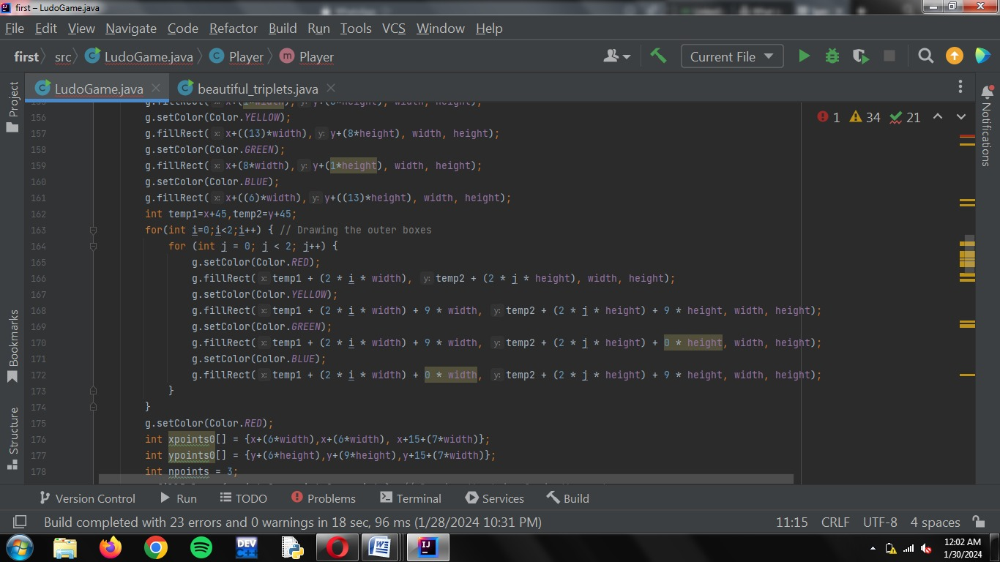 first – LudoGame.java
File Edit View Navigate Code Refactor Build Run Tools VCS Window Help
first src LudoGame.java Player Player Current File
LudoGame.java beautiful_triplets.java
Project
Bookmarks
Structure
Notifications
1 34 21
156 g.setColor(Color.YELLOW);
157 g.fillRect( x: x+((13)*width), y: y+(8*height), width, height);
158 g.setColor(Color.GREEN);
159 g.fillRect( x: x+(8*width), y: y+(1*height), width, height);
160 g.setColor(Color.BLUE);
161 g.fillRect( x: x+((6)*width), y: y+((13)*height), width, height);
162 int temp1=x+45,temp2=y+45;
163 for(int i=0;i<2;i++) { // Drawing the outer boxes
164 for (int j = 0; j < 2; j++) {
165 g.setColor(Color.RED);
166 g.fillRect( x: temp1 + (2 * i * width), y: temp2 + (2 * j * height), width, height);
167 g.setColor(Color.YELLOW);
168 g.fillRect( x: temp1 + (2 * i * width) + 9 * width, y: temp2 + (2 * j * height) + 9 * height, width, height);
169 g.setColor(Color.GREEN);
170 g.fillRect( x: temp1 + (2 * i * width) + 9 * width, y: temp2 + (2 * j * height) + 0 * height, width, height);
171 g.setColor(Color.BLUE);
172 g.fillRect( x: temp1 + (2 * i * width) + 0 * width, y: temp2 + (2 * j * height) + 9 * height, width, height);
173 }
174 }
175 g.setColor(Color.RED);
176 int xpoints0[] = {x+(6*width),x+(6*width), x+15+(7*width)};
177 int ypoints0[] = {y+(6*height),y+(9*height),y+15+(7*width)};
178 int npoints = 3;
Version Control Run TODO Problems Terminal Services Build
Build completed with 23 errors and 0 warnings in 18 sec, 96 ms (1/28/2024 10:31 PM) 11:15 CRLF UTF-8 4 spaces
12:02 AM
1/30/2024